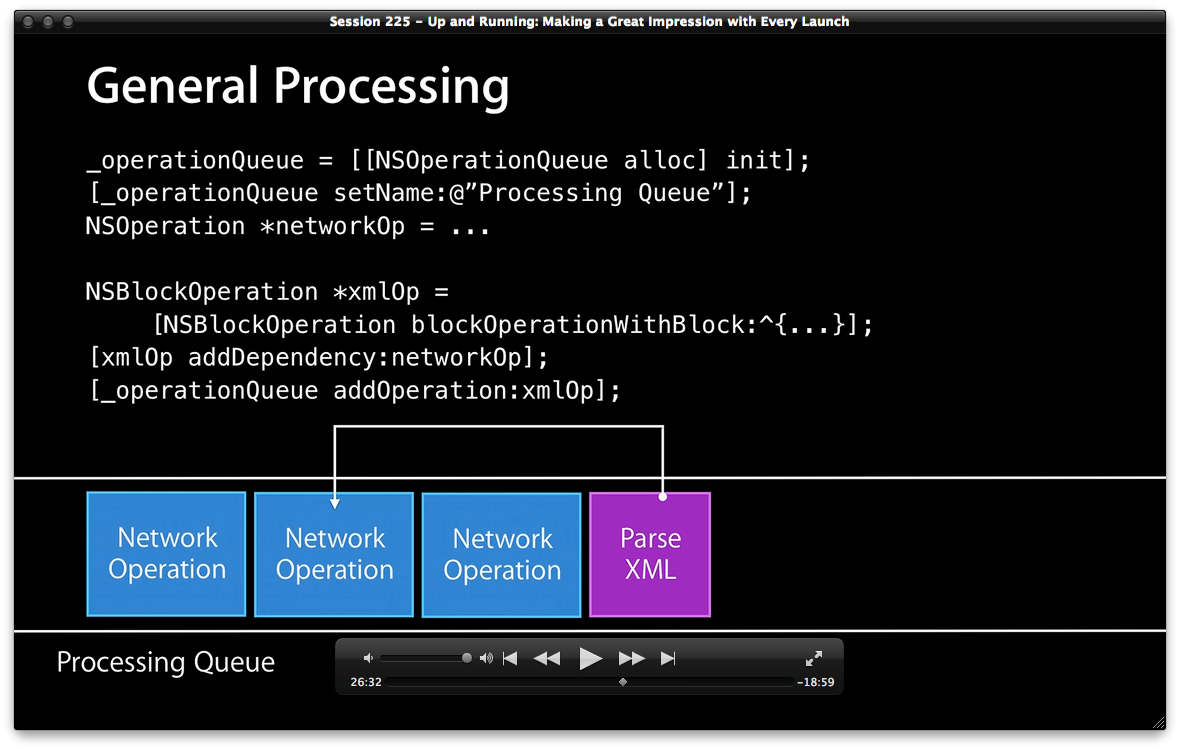 Session 225 – Up and Running: Making a Great Impression with Every Launch
General Processing
_operationQueue = [[NSOperationQueue alloc] init];
[_operationQueue setName:@”Processing Queue”];
NSOperation *networkOp = ...
NSBlockOperation *xmlOp =
[NSBlockOperation blockOperationWithBlock:^{...}];
[xmlOp addDependency:networkOp];
[_operationQueue addOperation:xmlOp];
Network
Operation
Network
Operation
Network
Operation
Parse
XML
Processing Queue
26:32
-18:59